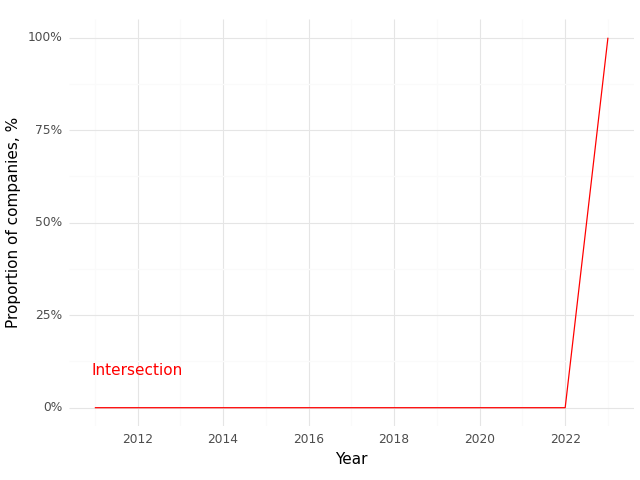 Proportion of companies, %
100%
75%
50%
25%
0%
Intersection
2012 2014 2016 2018 2020 2022
Year